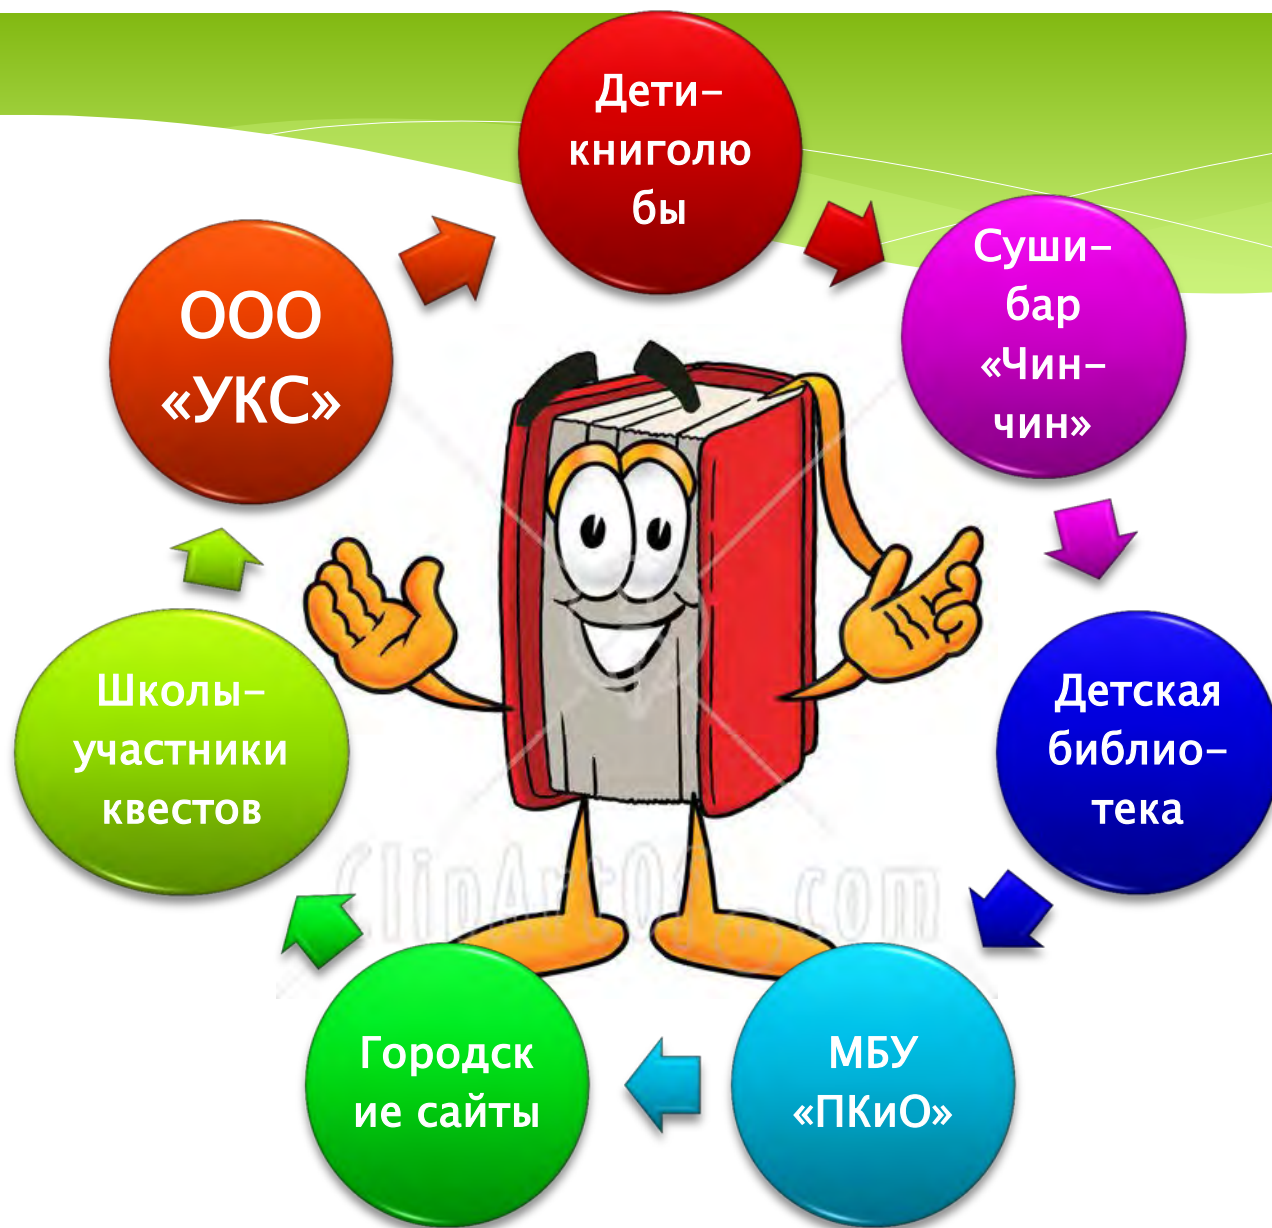 Дети-
книголю
бы
Суши-
бар
«Чин-
чин»
Детская
библио-
тека
МБУ
«ПКиО»
Городск
ие сайты
Школы-
участники
квестов
ООО
«УКС»